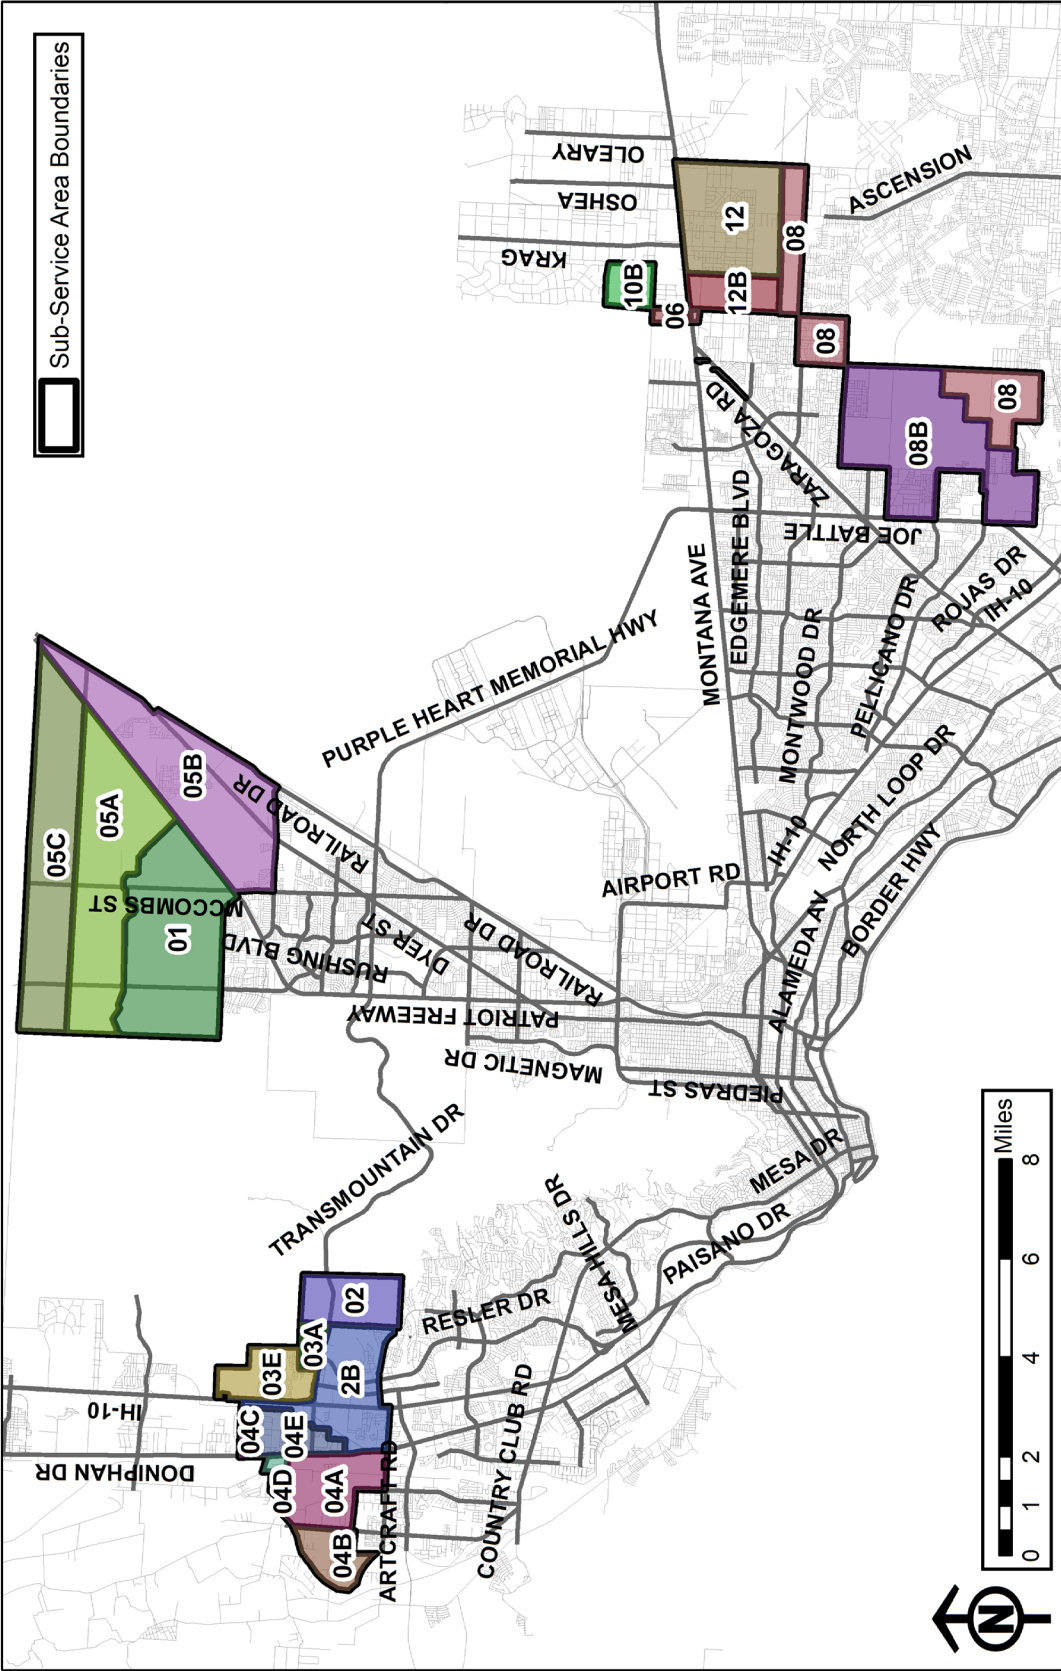 Sub-Service Area Boundaries
05C
05A
05B
01
MCCOMBS ST
RAILROAD DR
RUSHING BLVD
DYER ST
RAILROAD DR
PATRIOT FREEWAY
MAGNETIC DR
PIEDRAS ST
TRANSMOUNTAIN DR
PURPLE HEART MEMORIAL HWY
AIRPORT RD
MONTANA AVE
EDGEMERE BLVD
MONTWOOD DR
PELLICANO DR
ROJAS DR
IH-10
JOE BATTLE
ZARAGOZA RD
IH-10
NORTH LOOP DR
ALAMEDA AV
BORDER HWY
OLEARY
OSHEA
KRAG
ASCENSION
10B
06
12
12B
08
08
08
08B
IH-10
DONIPHAN DR
03E
03A
02
2B
04C
04E
04D
04A
04B
ARTCRAFT RD
RESLER DR
COUNTRY CLUB RD
MESA HILLS DR
PAISANO DR
MESA DR
N
0 1 2 4 6 8
Miles